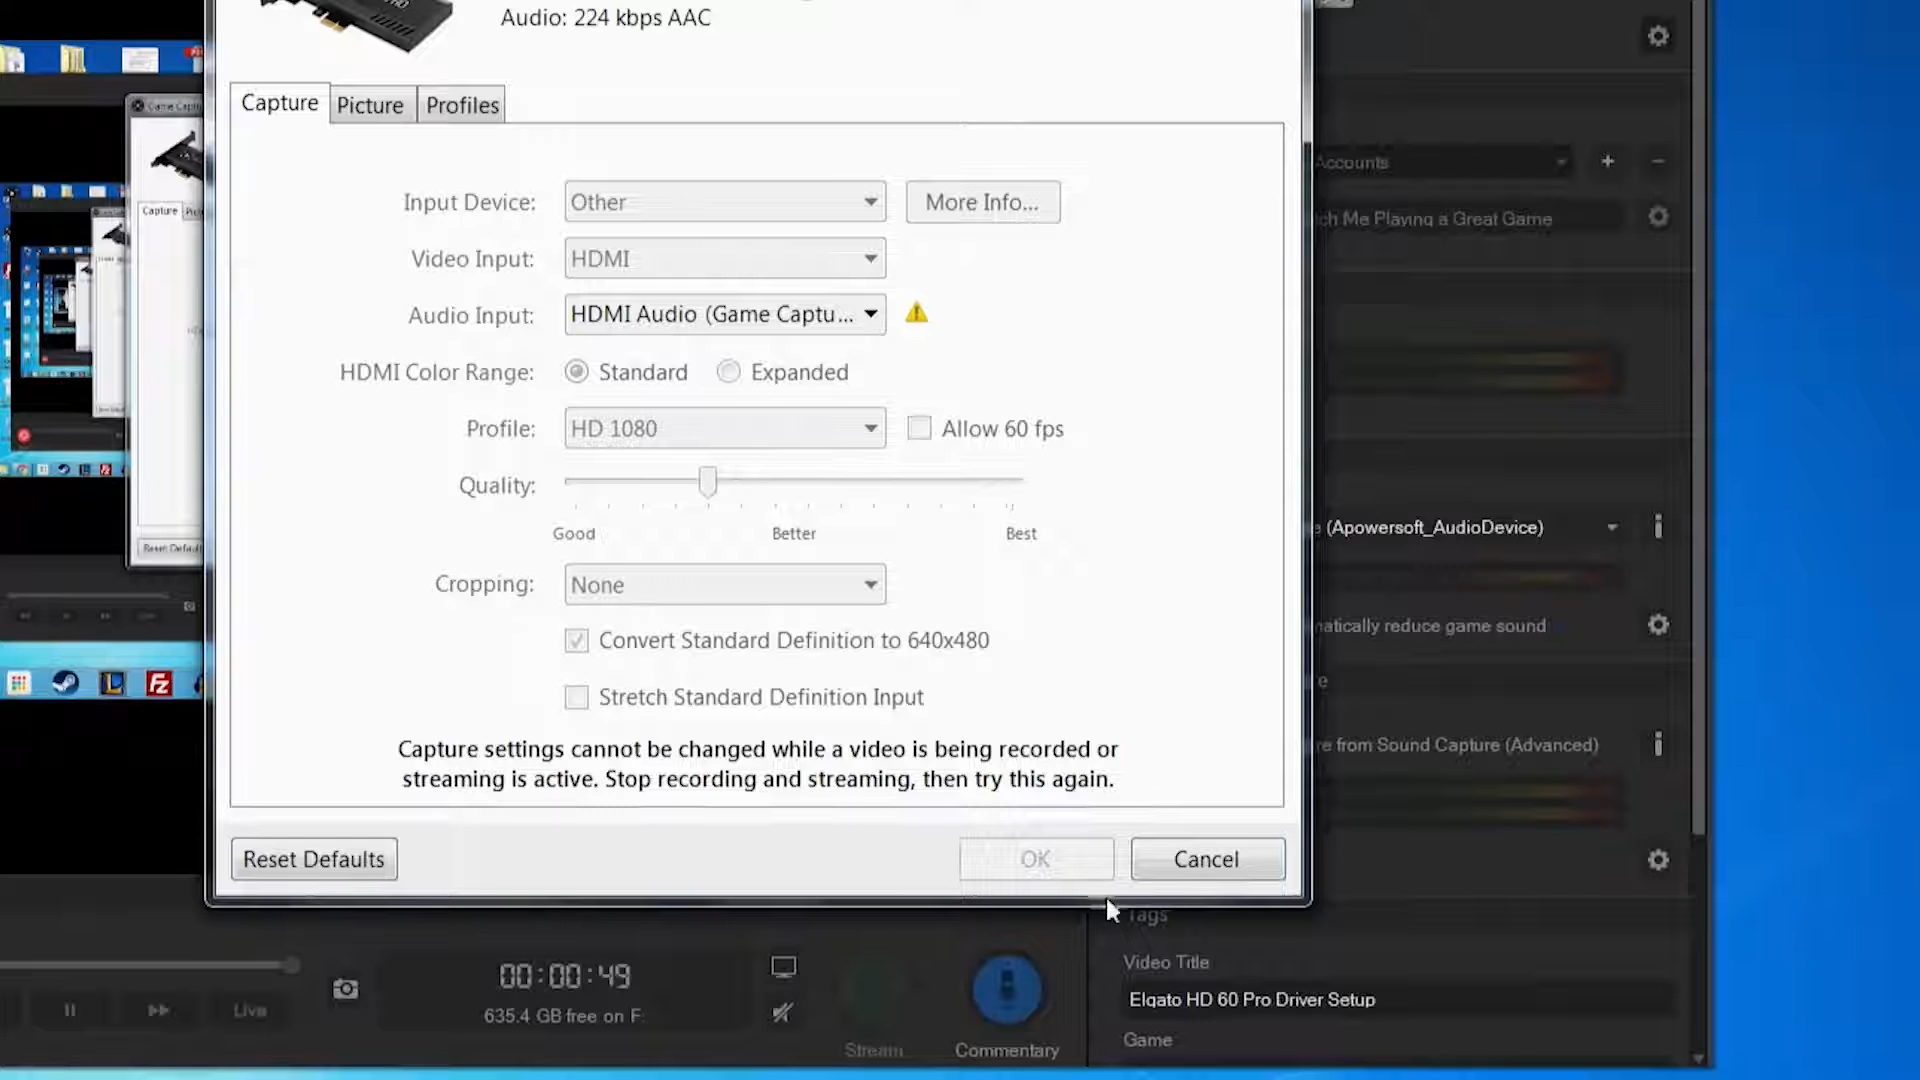 Audio: 224 kbps AAC
Capture
Picture
Profiles
Input Device:
Other
More Info...
Video Input:
HDMI
Audio Input:
HDMI Audio (Game Captu...
HDMI Color Range:
Standard
Expanded
Profile:
HD 1080
Allow 60 fps
Quality:
Good
Better
Best
Cropping:
None
Convert Standard Definition to 640x480
Stretch Standard Definition Input
Capture settings cannot be changed while a video is being recorded or
streaming is active. Stop recording and streaming, then try this again.
Reset Defaults
OK
Cancel
Accounts
Me Playing a Great Game
(Apowersoft_AudioDevice)
reduce game sound
from Sound Capture (Advanced)
Tags
Video Title
Elgato HD 60 Pro Driver Setup
Game
Live
00:00:49
635.4 GB free on F:
Stream
Commentary
Game Captu
Capture
Reset Defaul
Fz